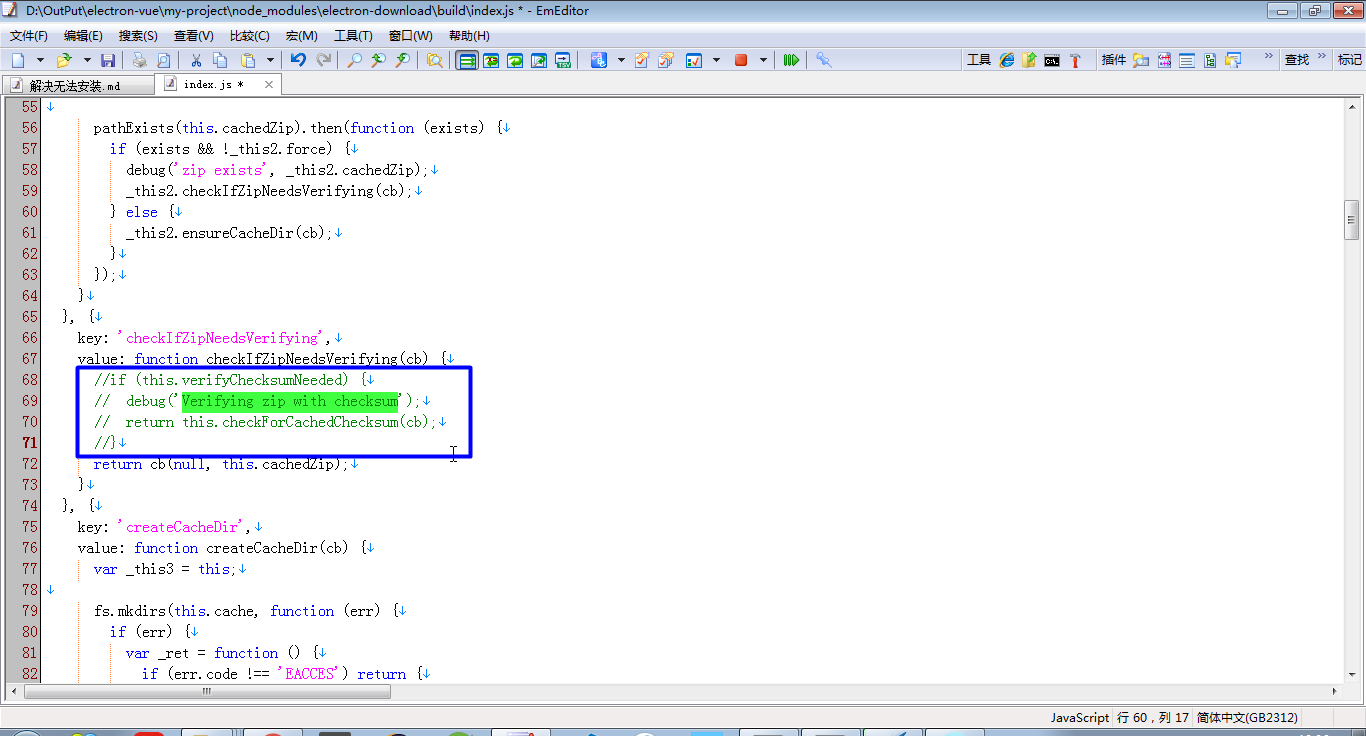 D:\OutPut\electron-vue\my-project\node_modules\electron-download\build\index.js * - EmEditor
文件(F) 编辑(E) 搜索(S) 查看(V) 比较(C) 宏(M) 工具(T) 窗口(W) 帮助(H)
工具 插件 查找 标记
解决无法安装.md index.js *
55
56 pathExists(this.cachedZip).then(function (exists) {
57 if (exists && !_this2.force) {
58 debug('zip exists', _this2.cachedZip);
59 _this2.checkIfZipNeedsVerifying(cb);
60 } else {
61 _this2.ensureCacheDir(cb);
62 }
63 });
64 }
65 }, {
66 key: 'checkIfZipNeedsVerifying',
67 value: function checkIfZipNeedsVerifying(cb) {
68 //if (this.verifyChecksumNeeded) {
69 // debug('Verifying zip with checksum');
70 // return this.checkForCachedChecksum(cb);
71 //}
72 return cb(null, this.cachedZip);
73 }
74 }, {
75 key: 'createCacheDir',
76 value: function createCacheDir(cb) {
77 var _this3 = this;
78
79 fs.mkdirs(this.cache, function (err) {
80 if (err) {
81 var _ret = function () {
82 if (err.code !== 'EACCES') return {
JavaScript 行 60，列 17 简体中文(GB2312)